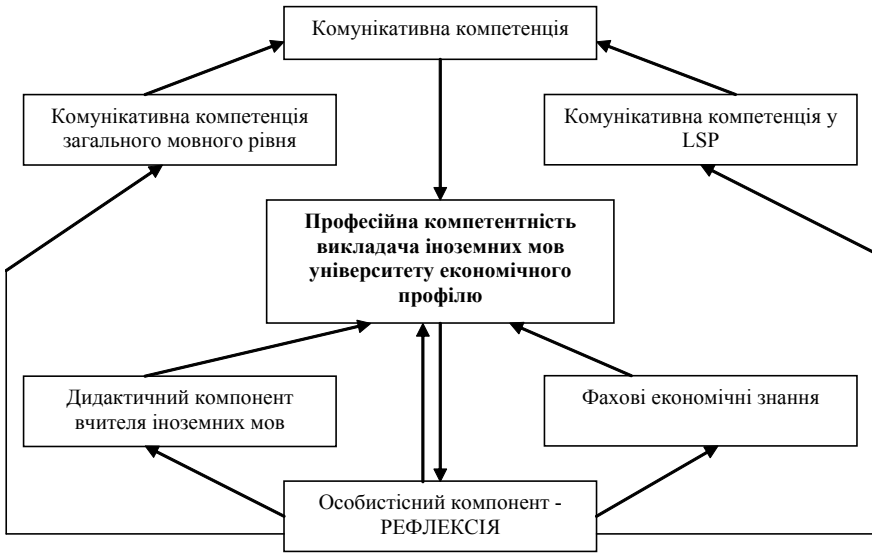 Комунікативна компетенція
Комунікативна компетенція
загального мовного рівня
Комунікативна компетенція у
LSP
Професійна компетентність
викладача іноземних мов
університету економічного
профілю
Дидактичний компонент
вчителя іноземних мов
Фахові економічні знання
Особистісний компонент -
РЕФЛЕКСІЯ